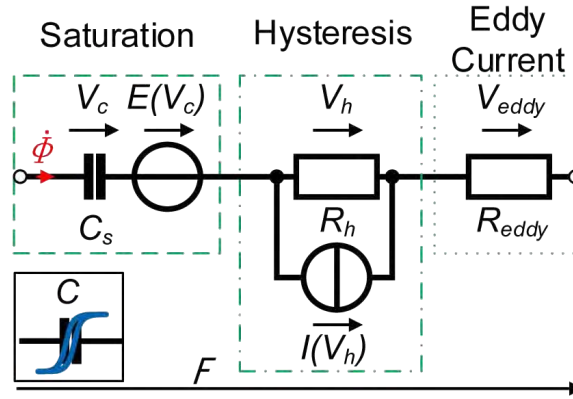 Saturation
Hysteresis
Eddy
Current
V_c
E(V_c)
V_h
V_eddy
Φ̇
C_s
R_h
R_eddy
C
I(V_h)
F